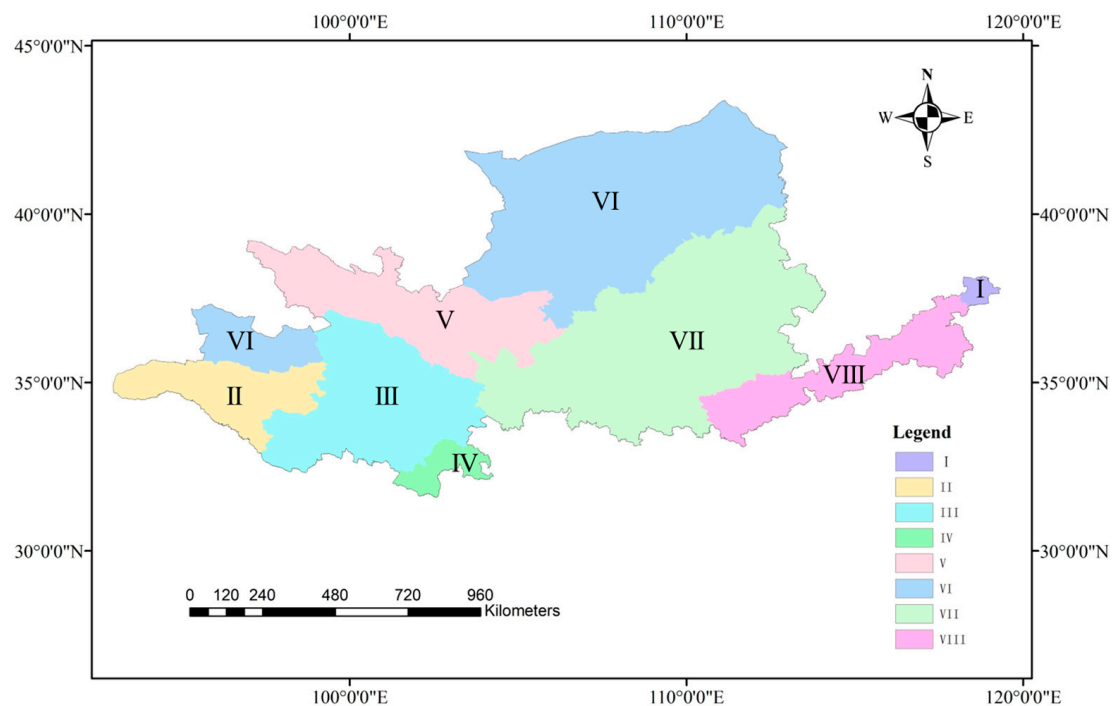 100°0'0"E 110°0'0"E 120°0'0"E
45°0'0"N
N
W E
S
VI
40°0'0"N 40°0'0"N
I
V
VI VII
VIII
35°0'0"N 35°0'0"N
II III
Legend
IV
I
II
III
IV
30°0'0"N 30°0'0"N
V
VI
VII
VIII
0 120 240 480 720 960
Kilometers
100°0'0"E 110°0'0"E 120°0'0"E